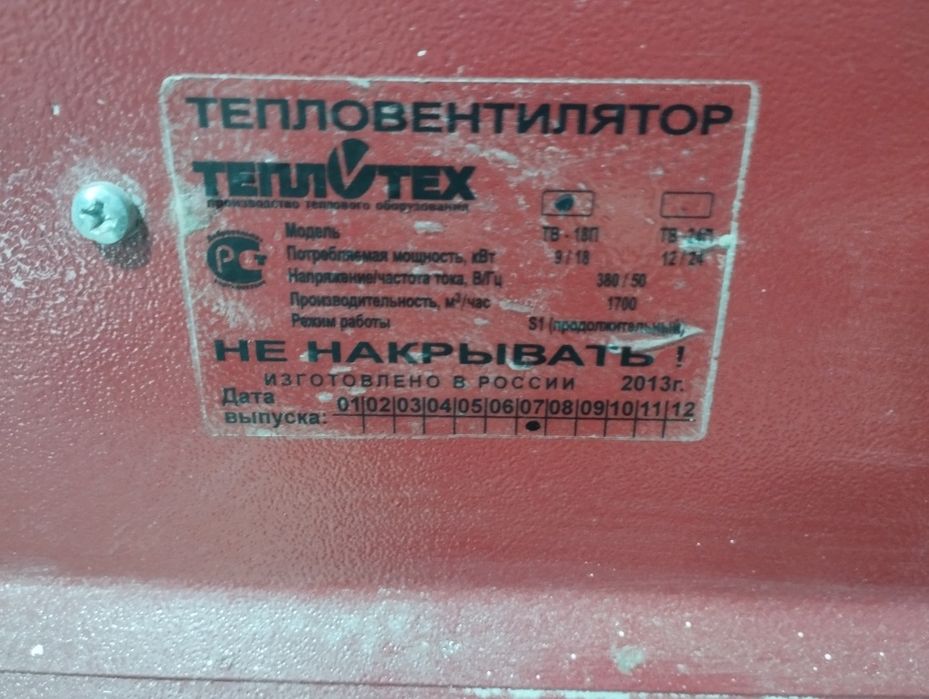 ТЕПЛОВЕНТИЛЯТОР
ТЕПЛОТЕХ
производство теплового оборудования
Модель ТВ - 18П ТВ - 24П
Потребляемая мощность, кВт 9 / 18 12 / 24
Напряжение/частота тока, В/Гц 380 / 50
Производительность, м³/час 1700
Режим работы S1 (продолжительный)
НЕ НАКРЫВАТЬ !
ИЗГОТОВЛЕНО В РОССИИ 2013г.
Дата выпуска: 01 02 03 04 05 06 07 08 09 10 11 12